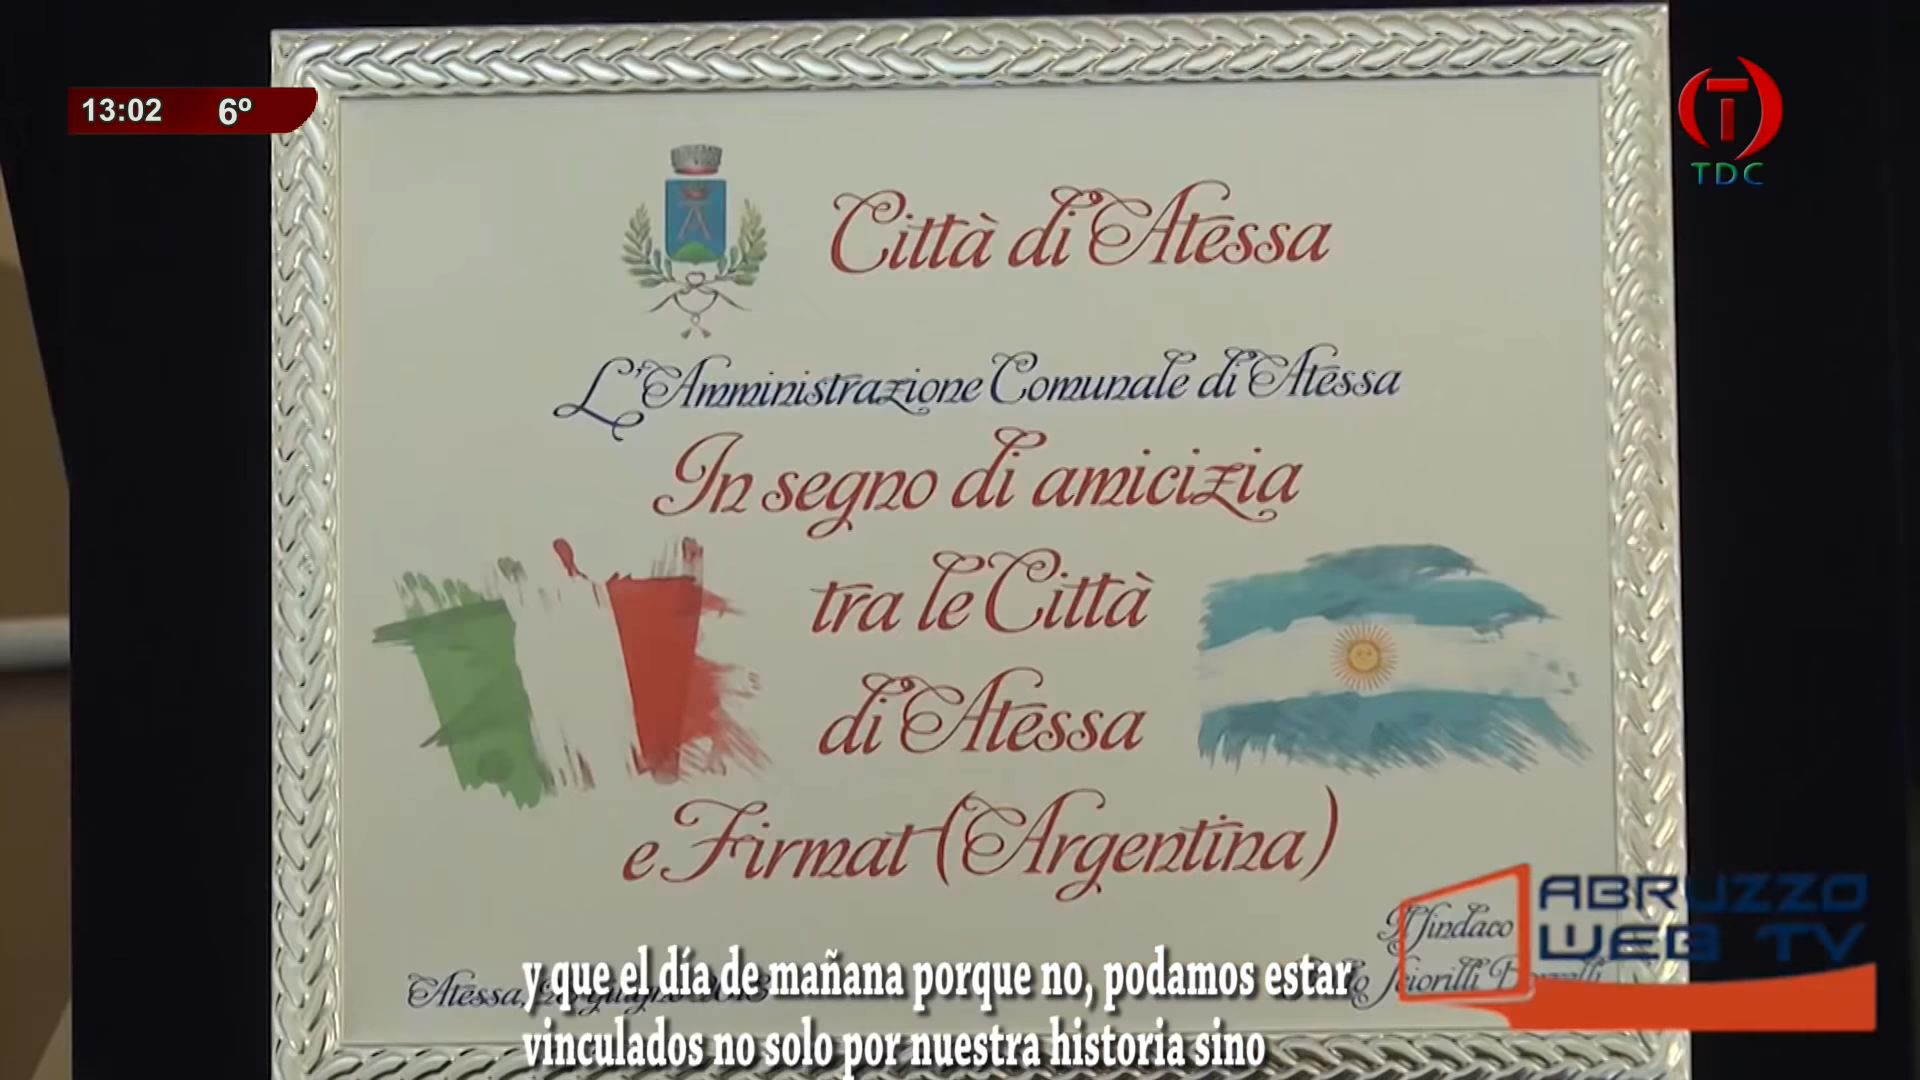 13:02 6º
TDC
Città di Atessa
L'Amministrazione Comunale di Atessa
In segno di amicizia
tra le Città
di Atessa
e Firmat (Argentina)
Il Sindaco
Atessa,
ABRUZZO
WEB TV
y que el día de mañana porque no, podamos estar
vinculados no solo por nuestra historia sino